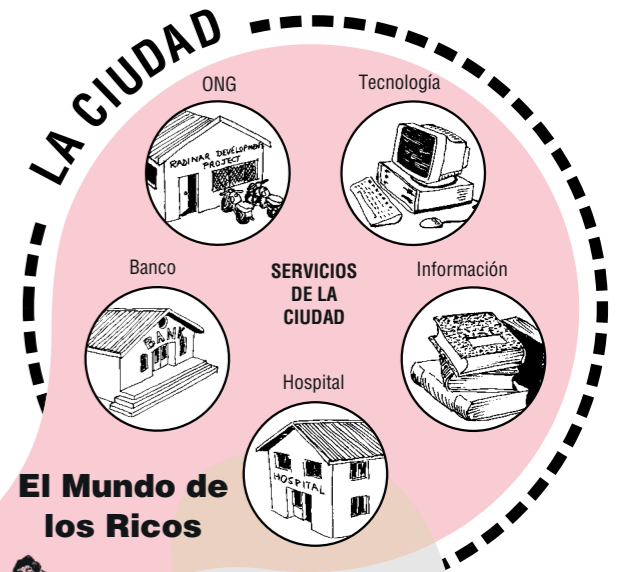 LA CIUDAD
ONG
Tecnología
RADINAR DEVELOPMENT
PROJECT
Banco
SERVICIOS
DE LA
CIUDAD
Información
BANK
Hospital
HOSPITAL
El Mundo de
los Ricos